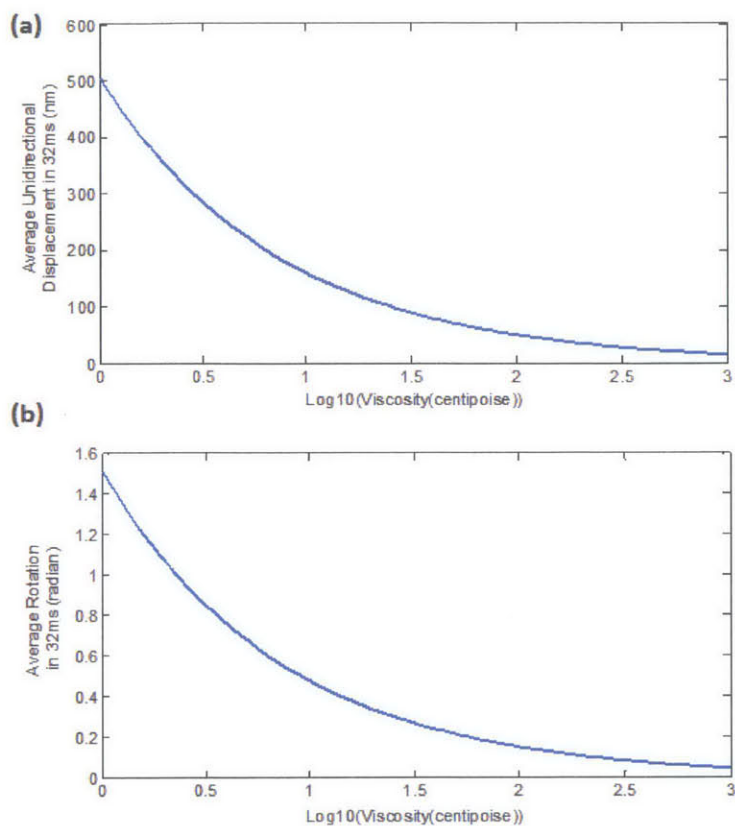 (a)
600
500
400
300
200
100
0
Average Unidirectional
Displacement in 32ms (nm)
0 0.5 1 1.5 2 2.5 3
Log10(Viscosity(centipoise))
(b)
1.6
1.4
1.2
1
0.8
0.6
0.4
0.2
0
Average Rotation
in 32ms (radian)
0 0.5 1 1.5 2 2.5 3
Log10(Viscosity(centipoise))